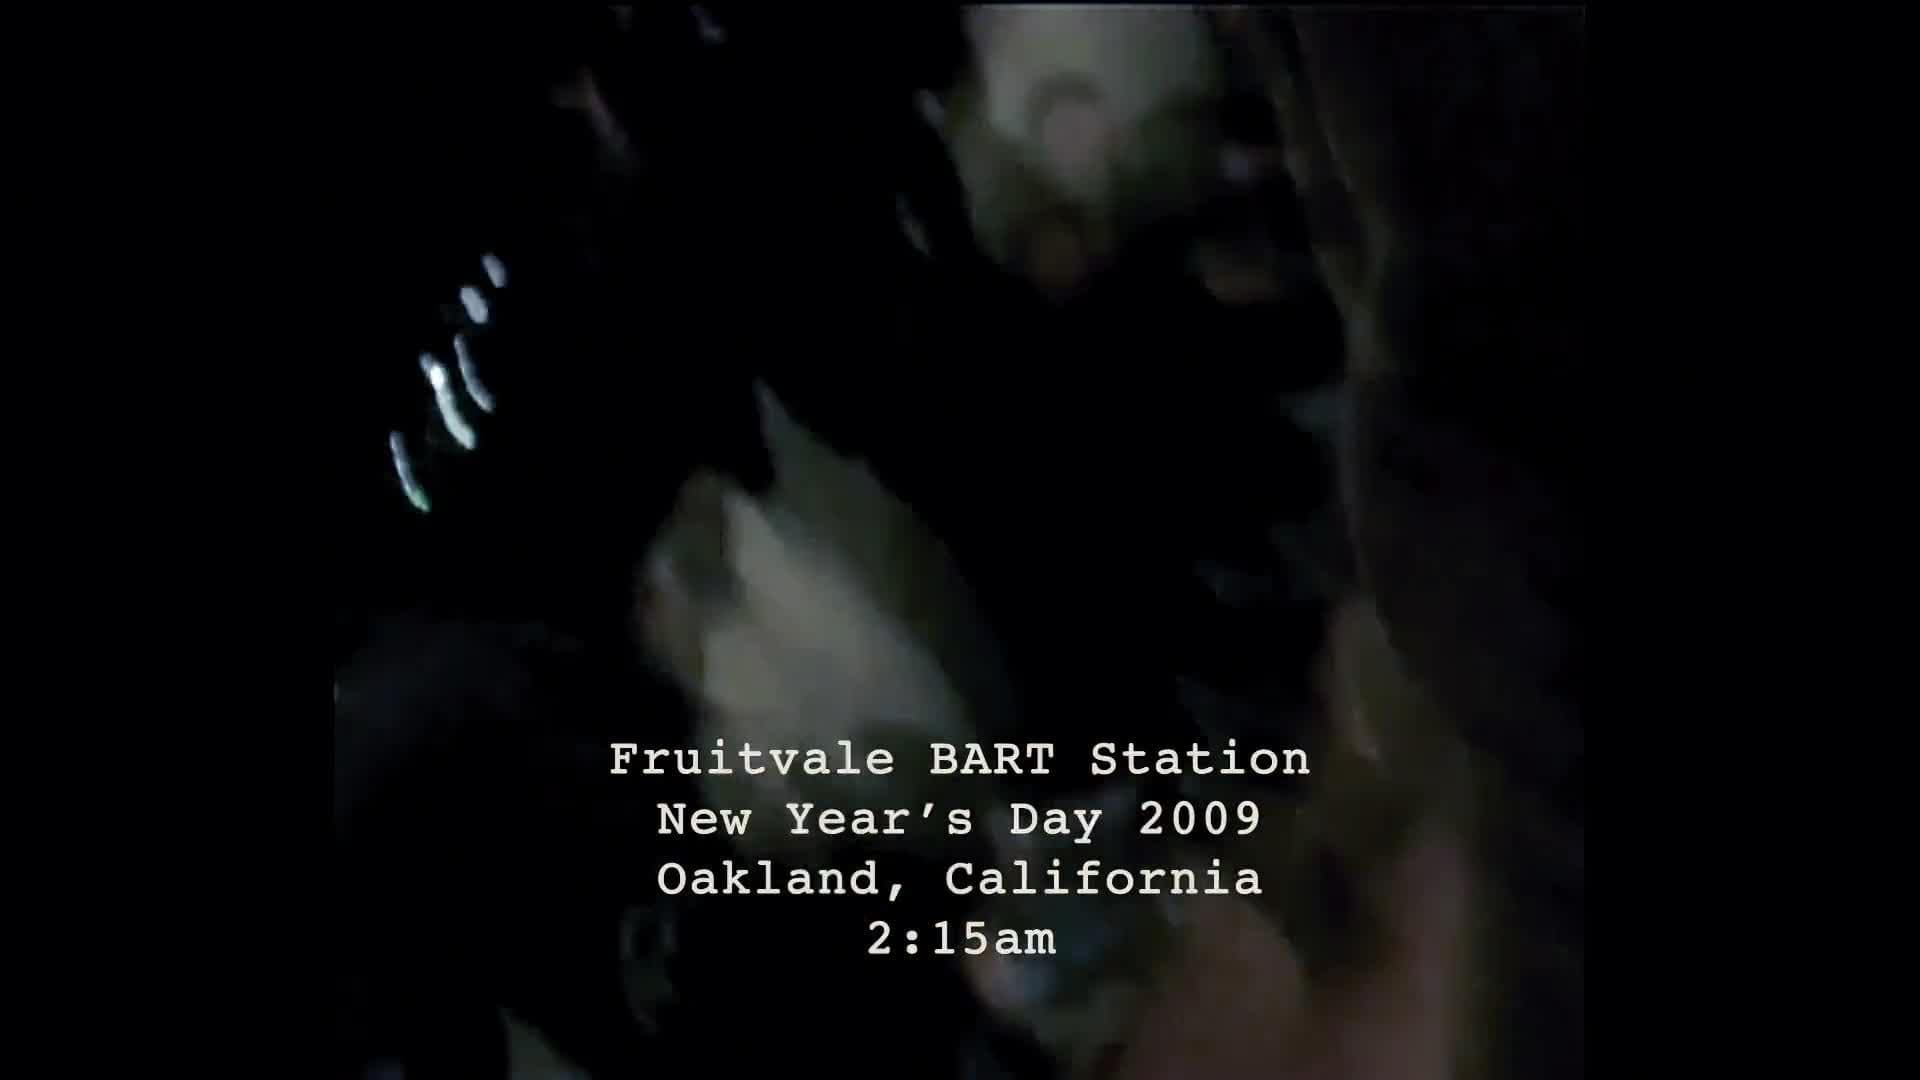 Fruitvale BART Station
New Year’s Day 2009
Oakland, California
2:15am